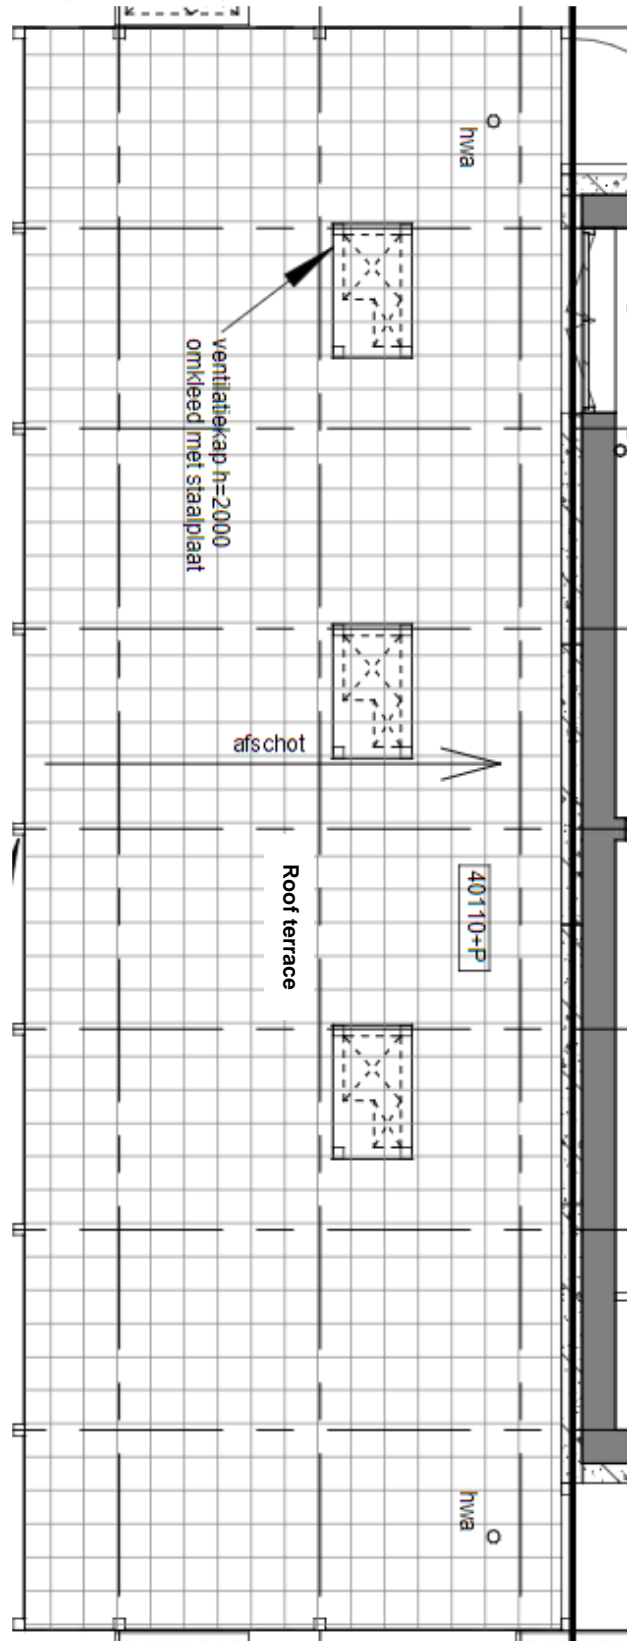 hwa
ventilatiekap h=2000
omkleed met staalplaat
afschot
40110+P
Roof terrace
hwa